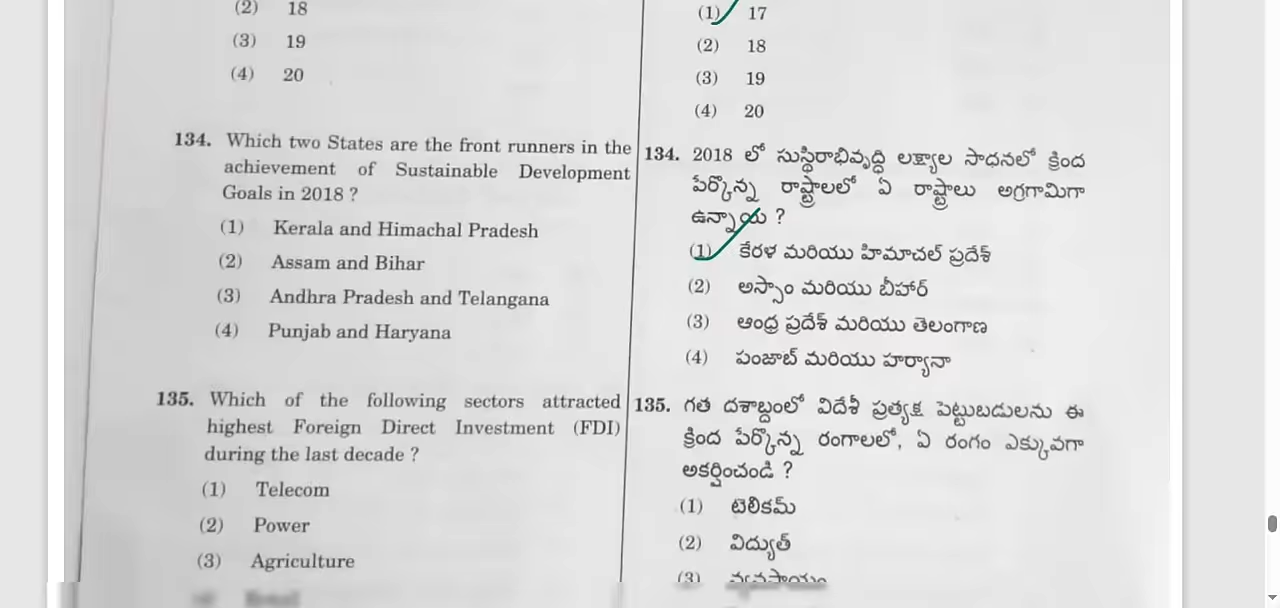 (2) 18
(3) 19
(4) 20
134. Which two States are the front runners in the
achievement of Sustainable Development
Goals in 2018 ?
(1) Kerala and Himachal Pradesh
(2) Assam and Bihar
(3) Andhra Pradesh and Telangana
(4) Punjab and Haryana
135. Which of the following sectors attracted
highest Foreign Direct Investment (FDI)
during the last decade ?
(1) Telecom
(2) Power
(3) Agriculture
(1) 17
(2) 18
(3) 19
(4) 20
134. 2018 లో సుస్థిరాభివృద్ధి లక్ష్యాల సాధనలో క్రింద
పేర్కొన్న రాష్ట్రాలలో ఏ రాష్ట్రాలు అగ్రగామిగా
ఉన్నాయ ?
(1) కేరళ మరియు హిమాచల్ ప్రదేశ్
(2) అస్సాం మరియు బీహార్
(3) ఆంధ్ర ప్రదేశ్ మరియు తెలంగాణ
(4) పంజాబ్ మరియు హర్యానా
135. గత దశాబ్దంలో విదేశీ ప్రత్యక్ష పెట్టుబడులను ఈ
క్రింద పేర్కొన్న రంగాలలో, ఏ రంగం ఎక్కువగా
అకర్షించండి ?
(1) టెలికమ్
(2) విద్యుత్
(3) వ్యవసాయం